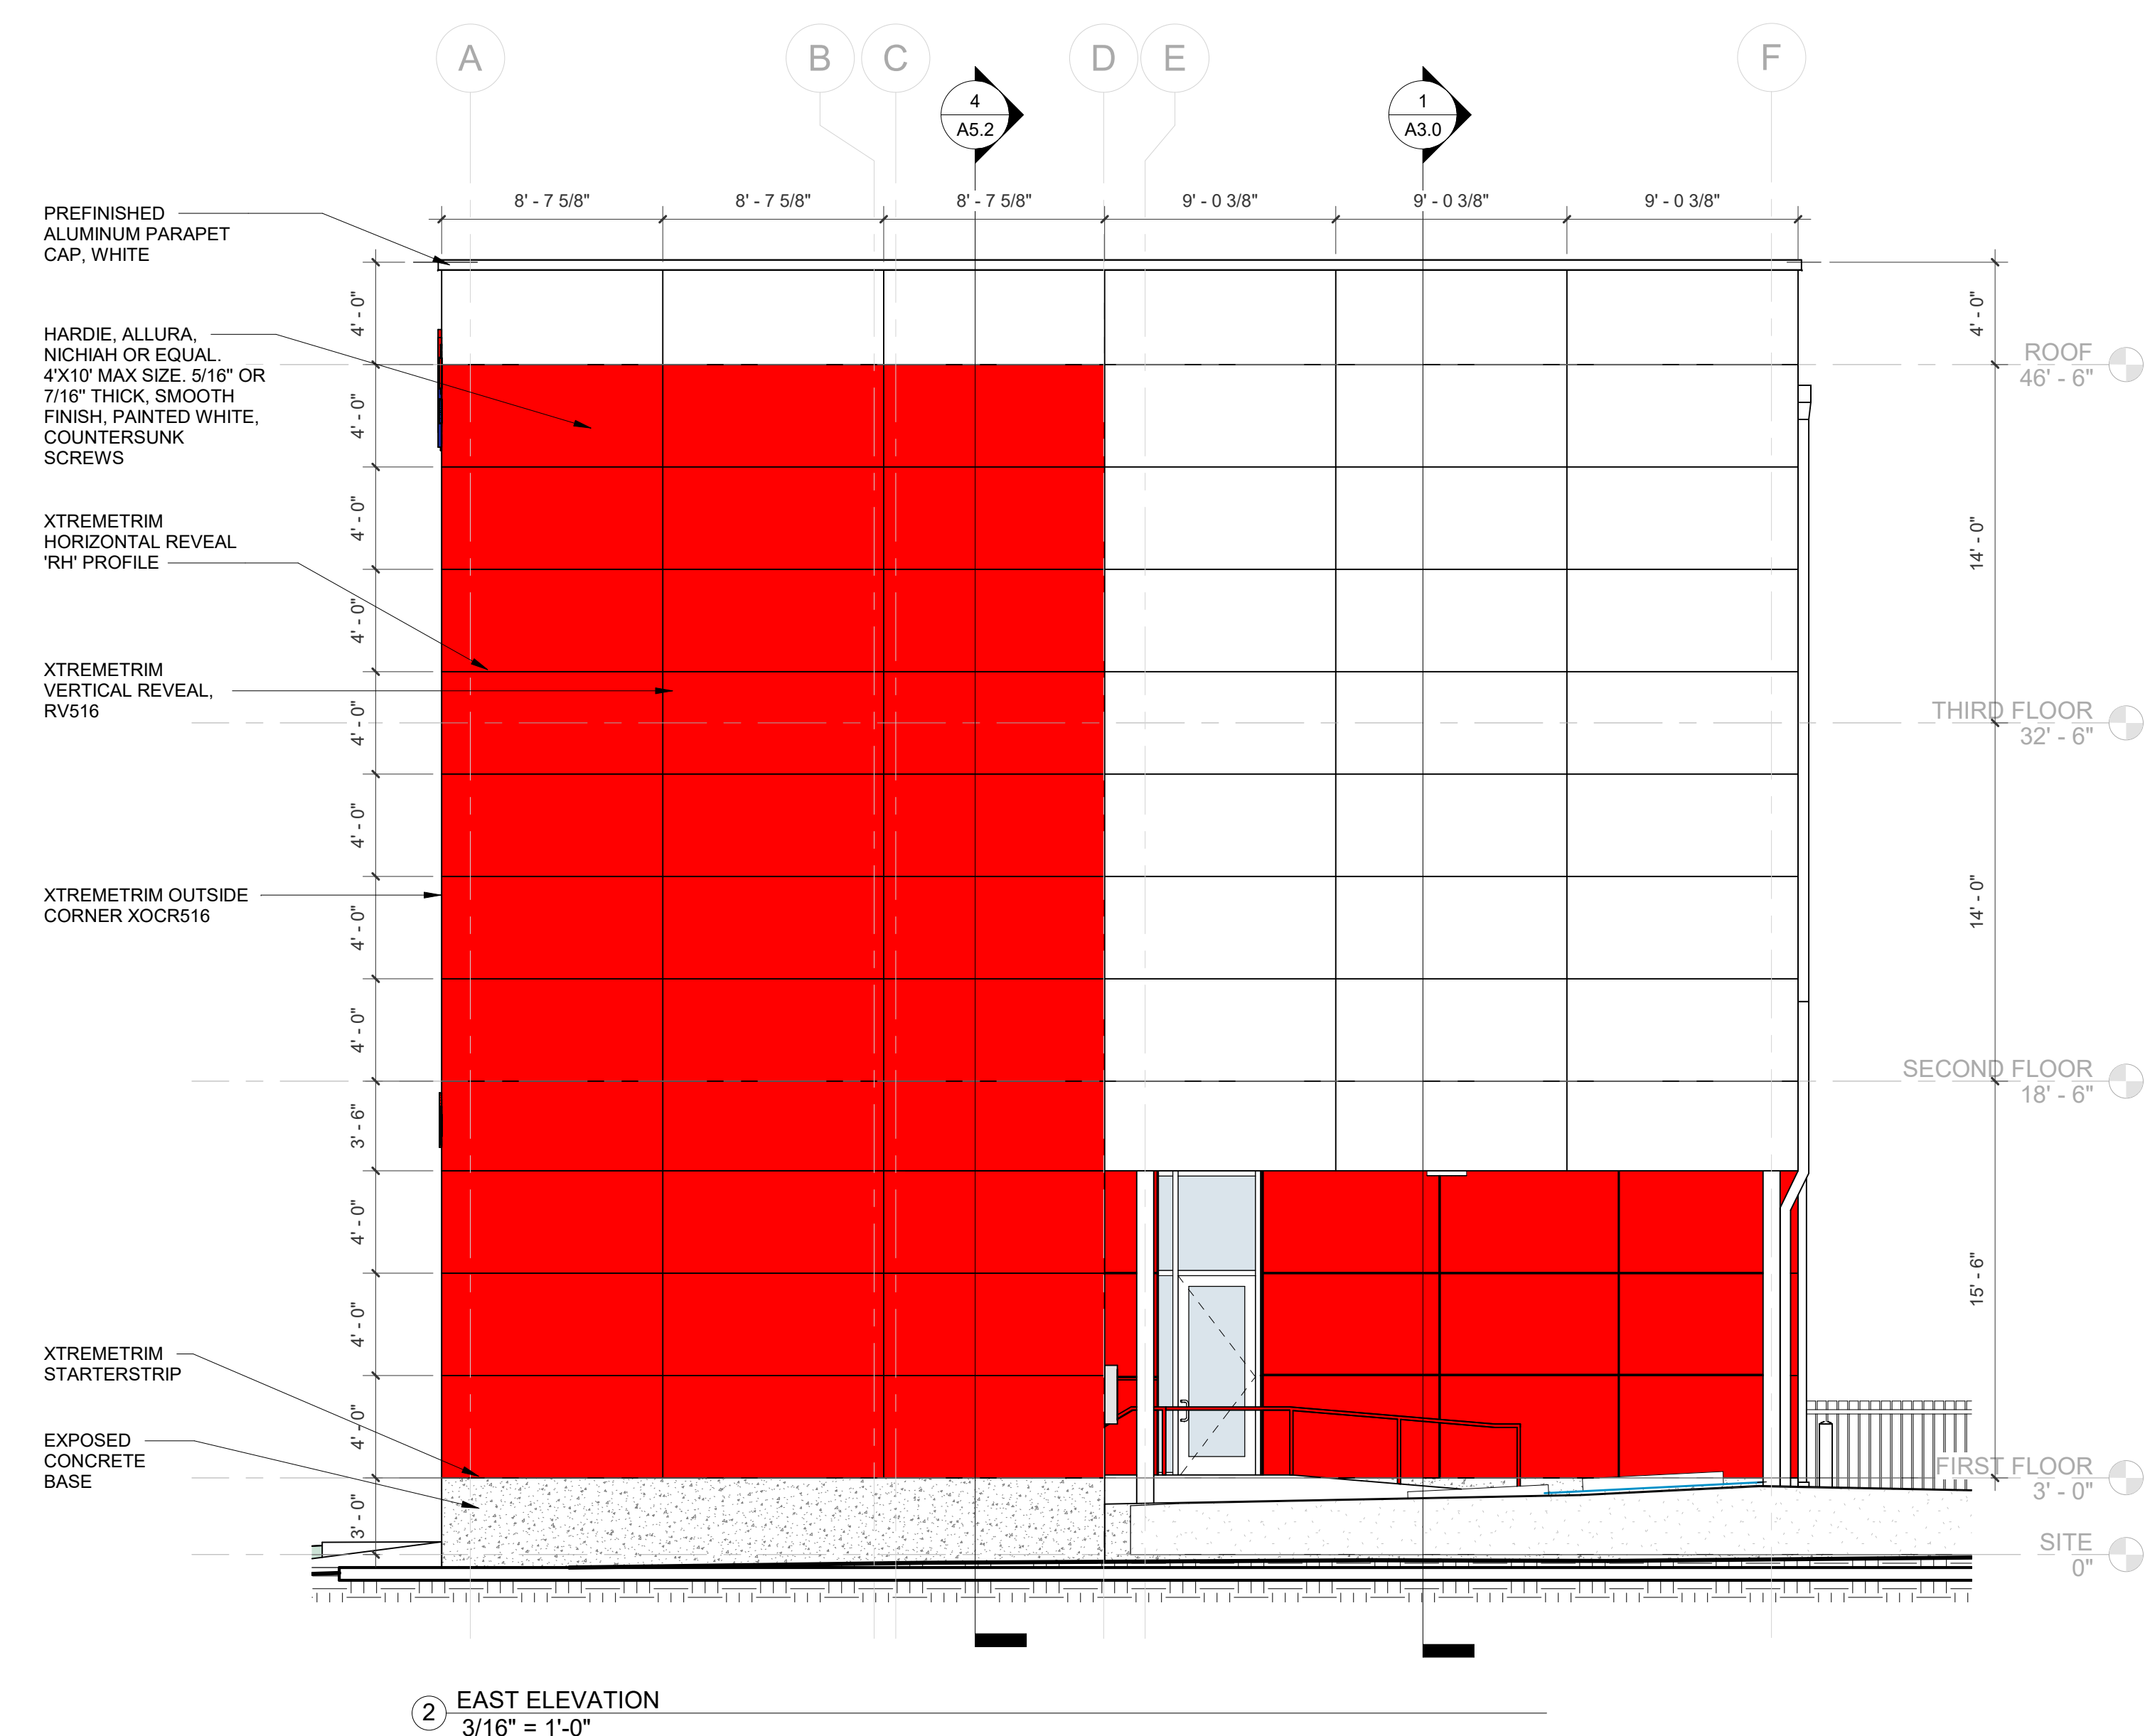 A
B
C
D
E
F
4
A5.2
1
A3.0
8' - 7 5/8"
8' - 7 5/8"
8' - 7 5/8"
9' - 0 3/8"
9' - 0 3/8"
9' - 0 3/8"
PREFINISHED
ALUMINUM PARAPET
CAP, WHITE
HARDIE, ALLURA,
NICHIAH OR EQUAL.
4'X10' MAX SIZE. 5/16" OR
7/16" THICK, SMOOTH
FINISH, PAINTED WHITE,
COUNTERSUNK
SCREWS
XTREMETRIM
HORIZONTAL REVEAL
'RH' PROFILE
XTREMETRIM
VERTICAL REVEAL,
RV516
XTREMETRIM OUTSIDE
CORNER XOCR516
XTREMETRIM
STARTERSTRIP
EXPOSED
CONCRETE
BASE
4' - 0"
4' - 0"
4' - 0"
4' - 0"
4' - 0"
4' - 0"
4' - 0"
4' - 0"
3' - 6"
4' - 0"
4' - 0"
4' - 0"
3' - 0"
4' - 0"
14' - 0"
14' - 0"
15' - 6"
ROOF
46' - 6"
THIRD FLOOR
32' - 6"
SECOND FLOOR
18' - 6"
FIRST FLOOR
3' - 0"
SITE
0"
2
EAST ELEVATION
3/16" = 1'-0"